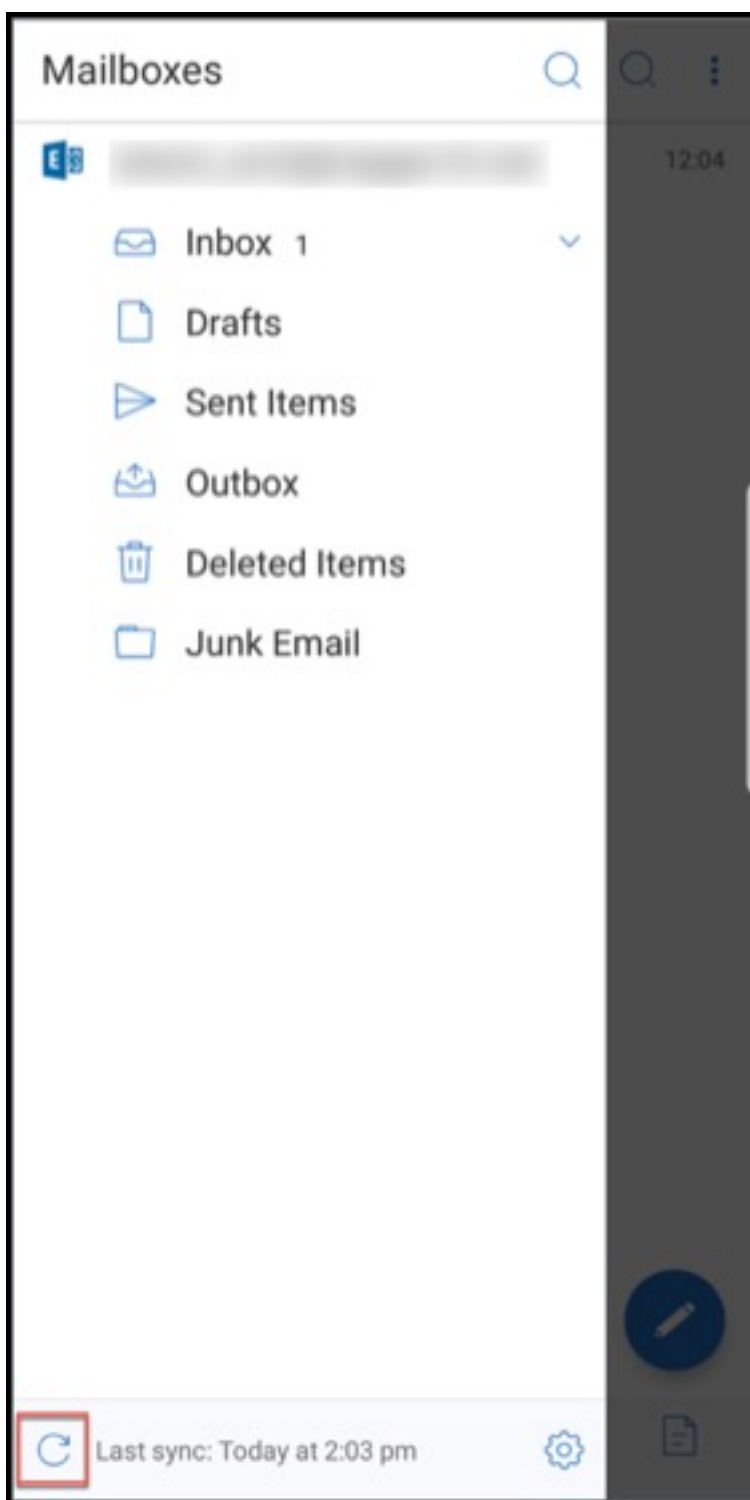 Mailboxes
12:04
Inbox 1
Drafts
Sent Items
Outbox
Deleted Items
Junk Email
Last sync: Today at 2:03 pm